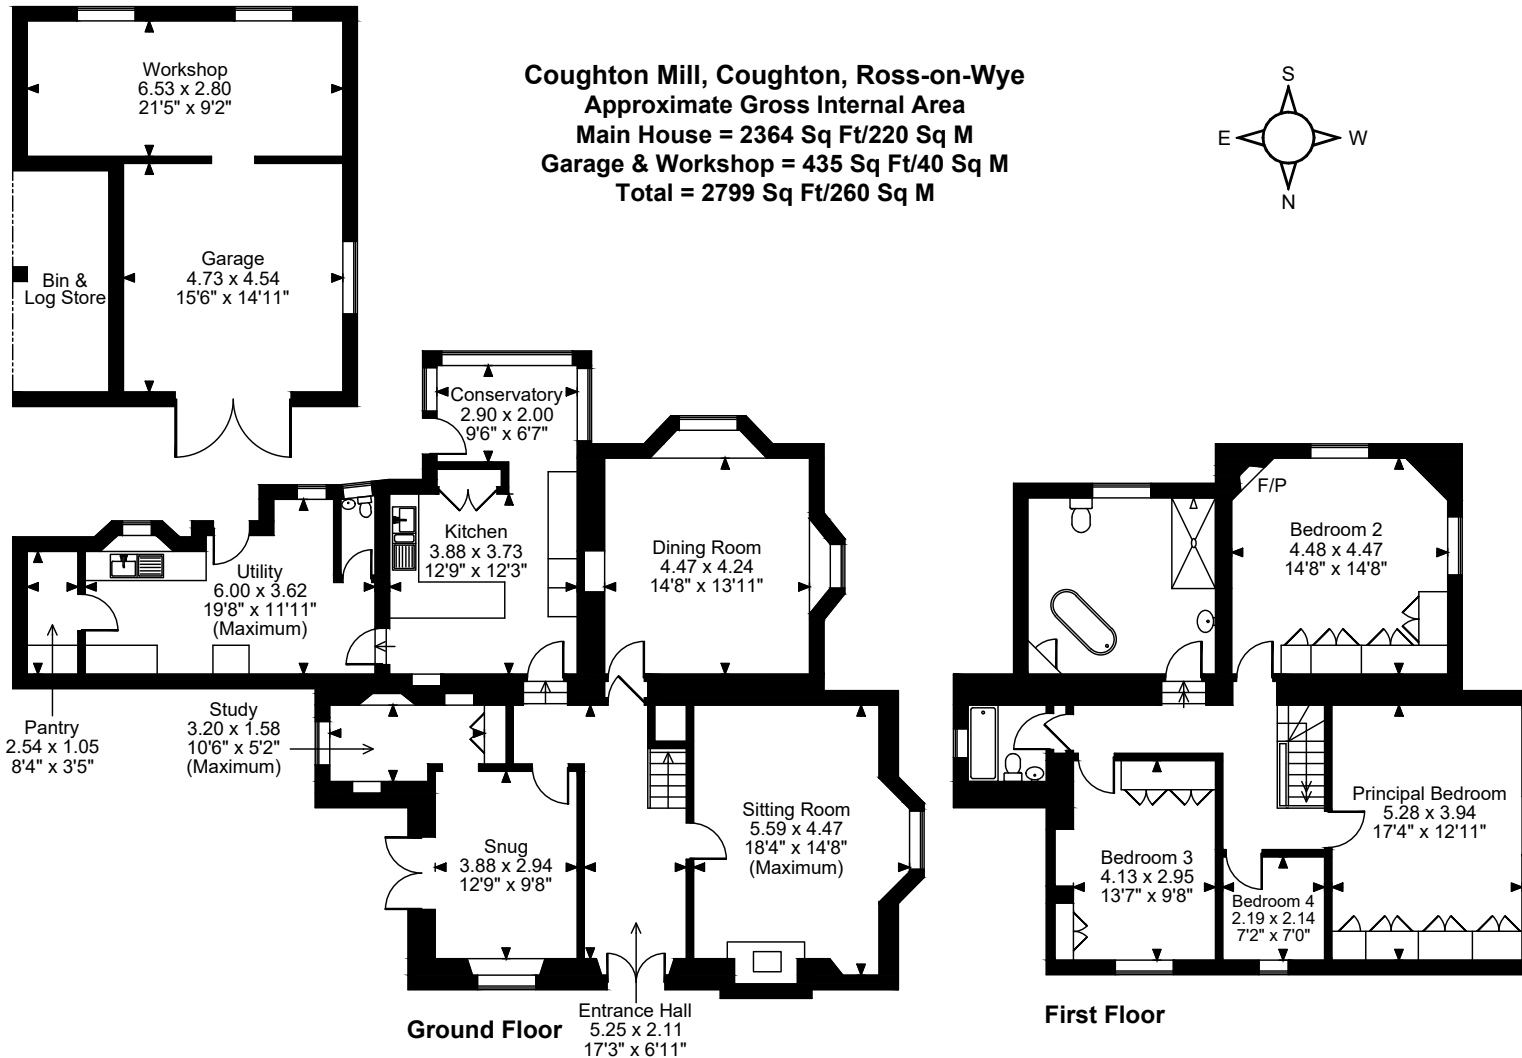 Coughton Mill, Coughton, Ross-on-Wye
Approximate Gross Internal Area
Main House = 2364 Sq Ft/220 Sq M
Garage & Workshop = 435 Sq Ft/40 Sq M
Total = 2799 Sq Ft/260 Sq M
S
E
W
N
Workshop
6.53 x 2.80
21'5" x 9'2"
Garage
4.73 x 4.54
15'6" x 14'11"
Bin &
Log Store
Conservatory
2.90 x 2.00
9'6" x 6'7"
Kitchen
3.88 x 3.73
12'9" x 12'3"
Dining Room
4.47 x 4.24
14'8" x 13'11"
Utility
6.00 x 3.62
19'8" x 11'11"
(Maximum)
Pantry
2.54 x 1.05
8'4" x 3'5"
Study
3.20 x 1.58
10'6" x 5'2"
(Maximum)
Snug
3.88 x 2.94
12'9" x 9'8"
Sitting Room
5.59 x 4.47
18'4" x 14'8"
(Maximum)
Entrance Hall
5.25 x 2.11
17'3" x 6'11"
Ground Floor
F/P
Bedroom 2
4.48 x 4.47
14'8" x 14'8"
Principal Bedroom
5.28 x 3.94
17'4" x 12'11"
Bedroom 3
4.13 x 2.95
13'7" x 9'8"
Bedroom 4
2.19 x 2.14
7'2" x 7'0"
First Floor